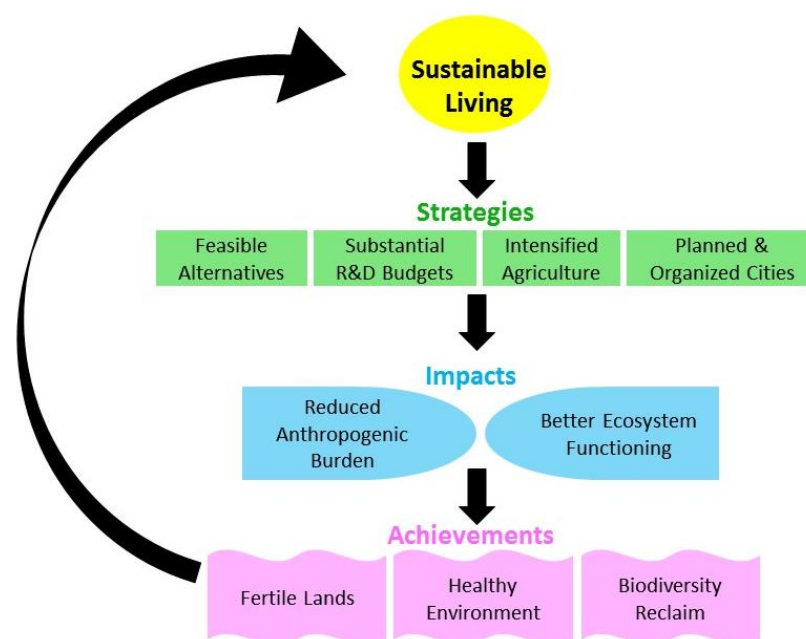 Sustainable
Living
Strategies
Feasible
Alternatives
Substantial
R&D Budgets
Intensified
Agriculture
Planned &
Organized Cities
Impacts
Reduced
Anthropogenic
Burden
Better Ecosystem
Functioning
Achievements
Fertile Lands
Healthy
Environment
Biodiversity
Reclaim